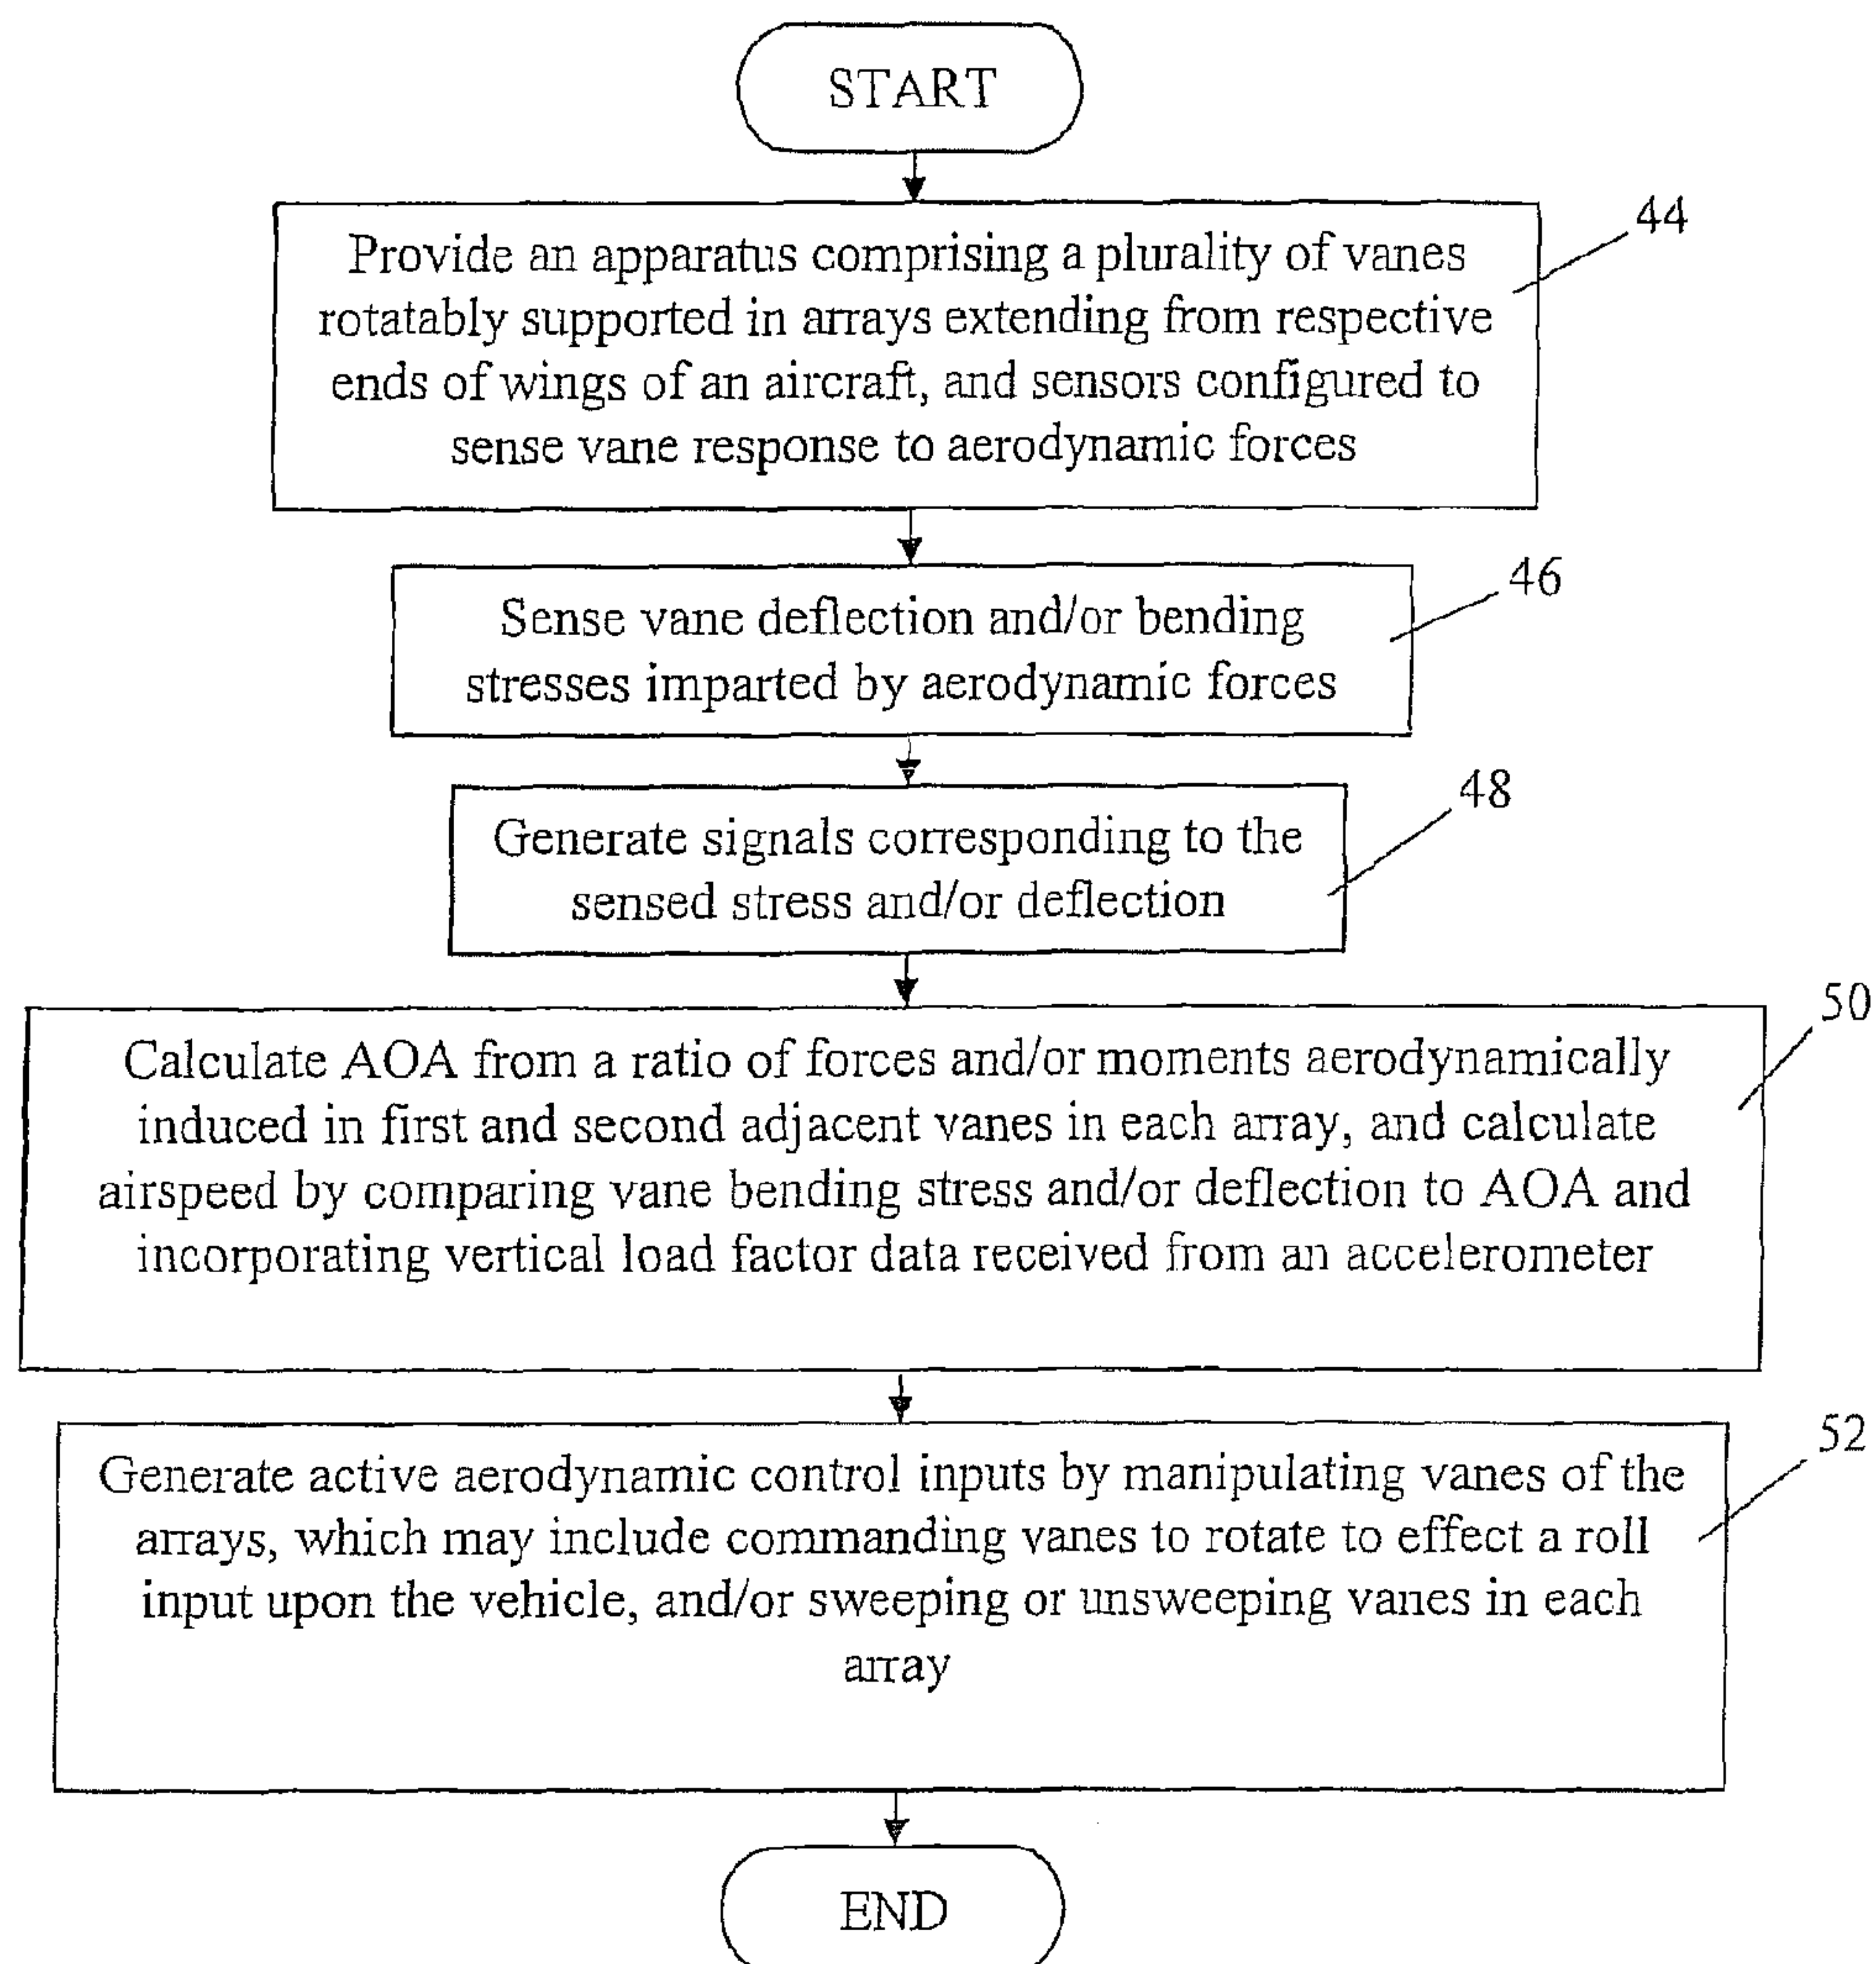 START
44
Provide an apparatus comprising a plurality of vanes
rotatably supported in arrays extending from respective
ends of wings of an aircraft, and sensors configured to
sense vane response to aerodynamic forces
46
Sense vane deflection and/or bending
stresses imparted by aerodynamic forces
48
Generate signals corresponding to the
sensed stress and/or deflection
50
Calculate AOA from a ratio of forces and/or moments aerodynamically
induced in first and second adjacent vanes in each array, and calculate
airspeed by comparing vane bending stress and/or deflection to AOA and
incorporating vertical load factor data received from an accelerometer
52
Generate active aerodynamic control inputs by manipulating vanes of the
arrays, which may include commanding vanes to rotate to effect a roll
input upon the vehicle, and/or sweeping or unsweeping vanes in each
array
END